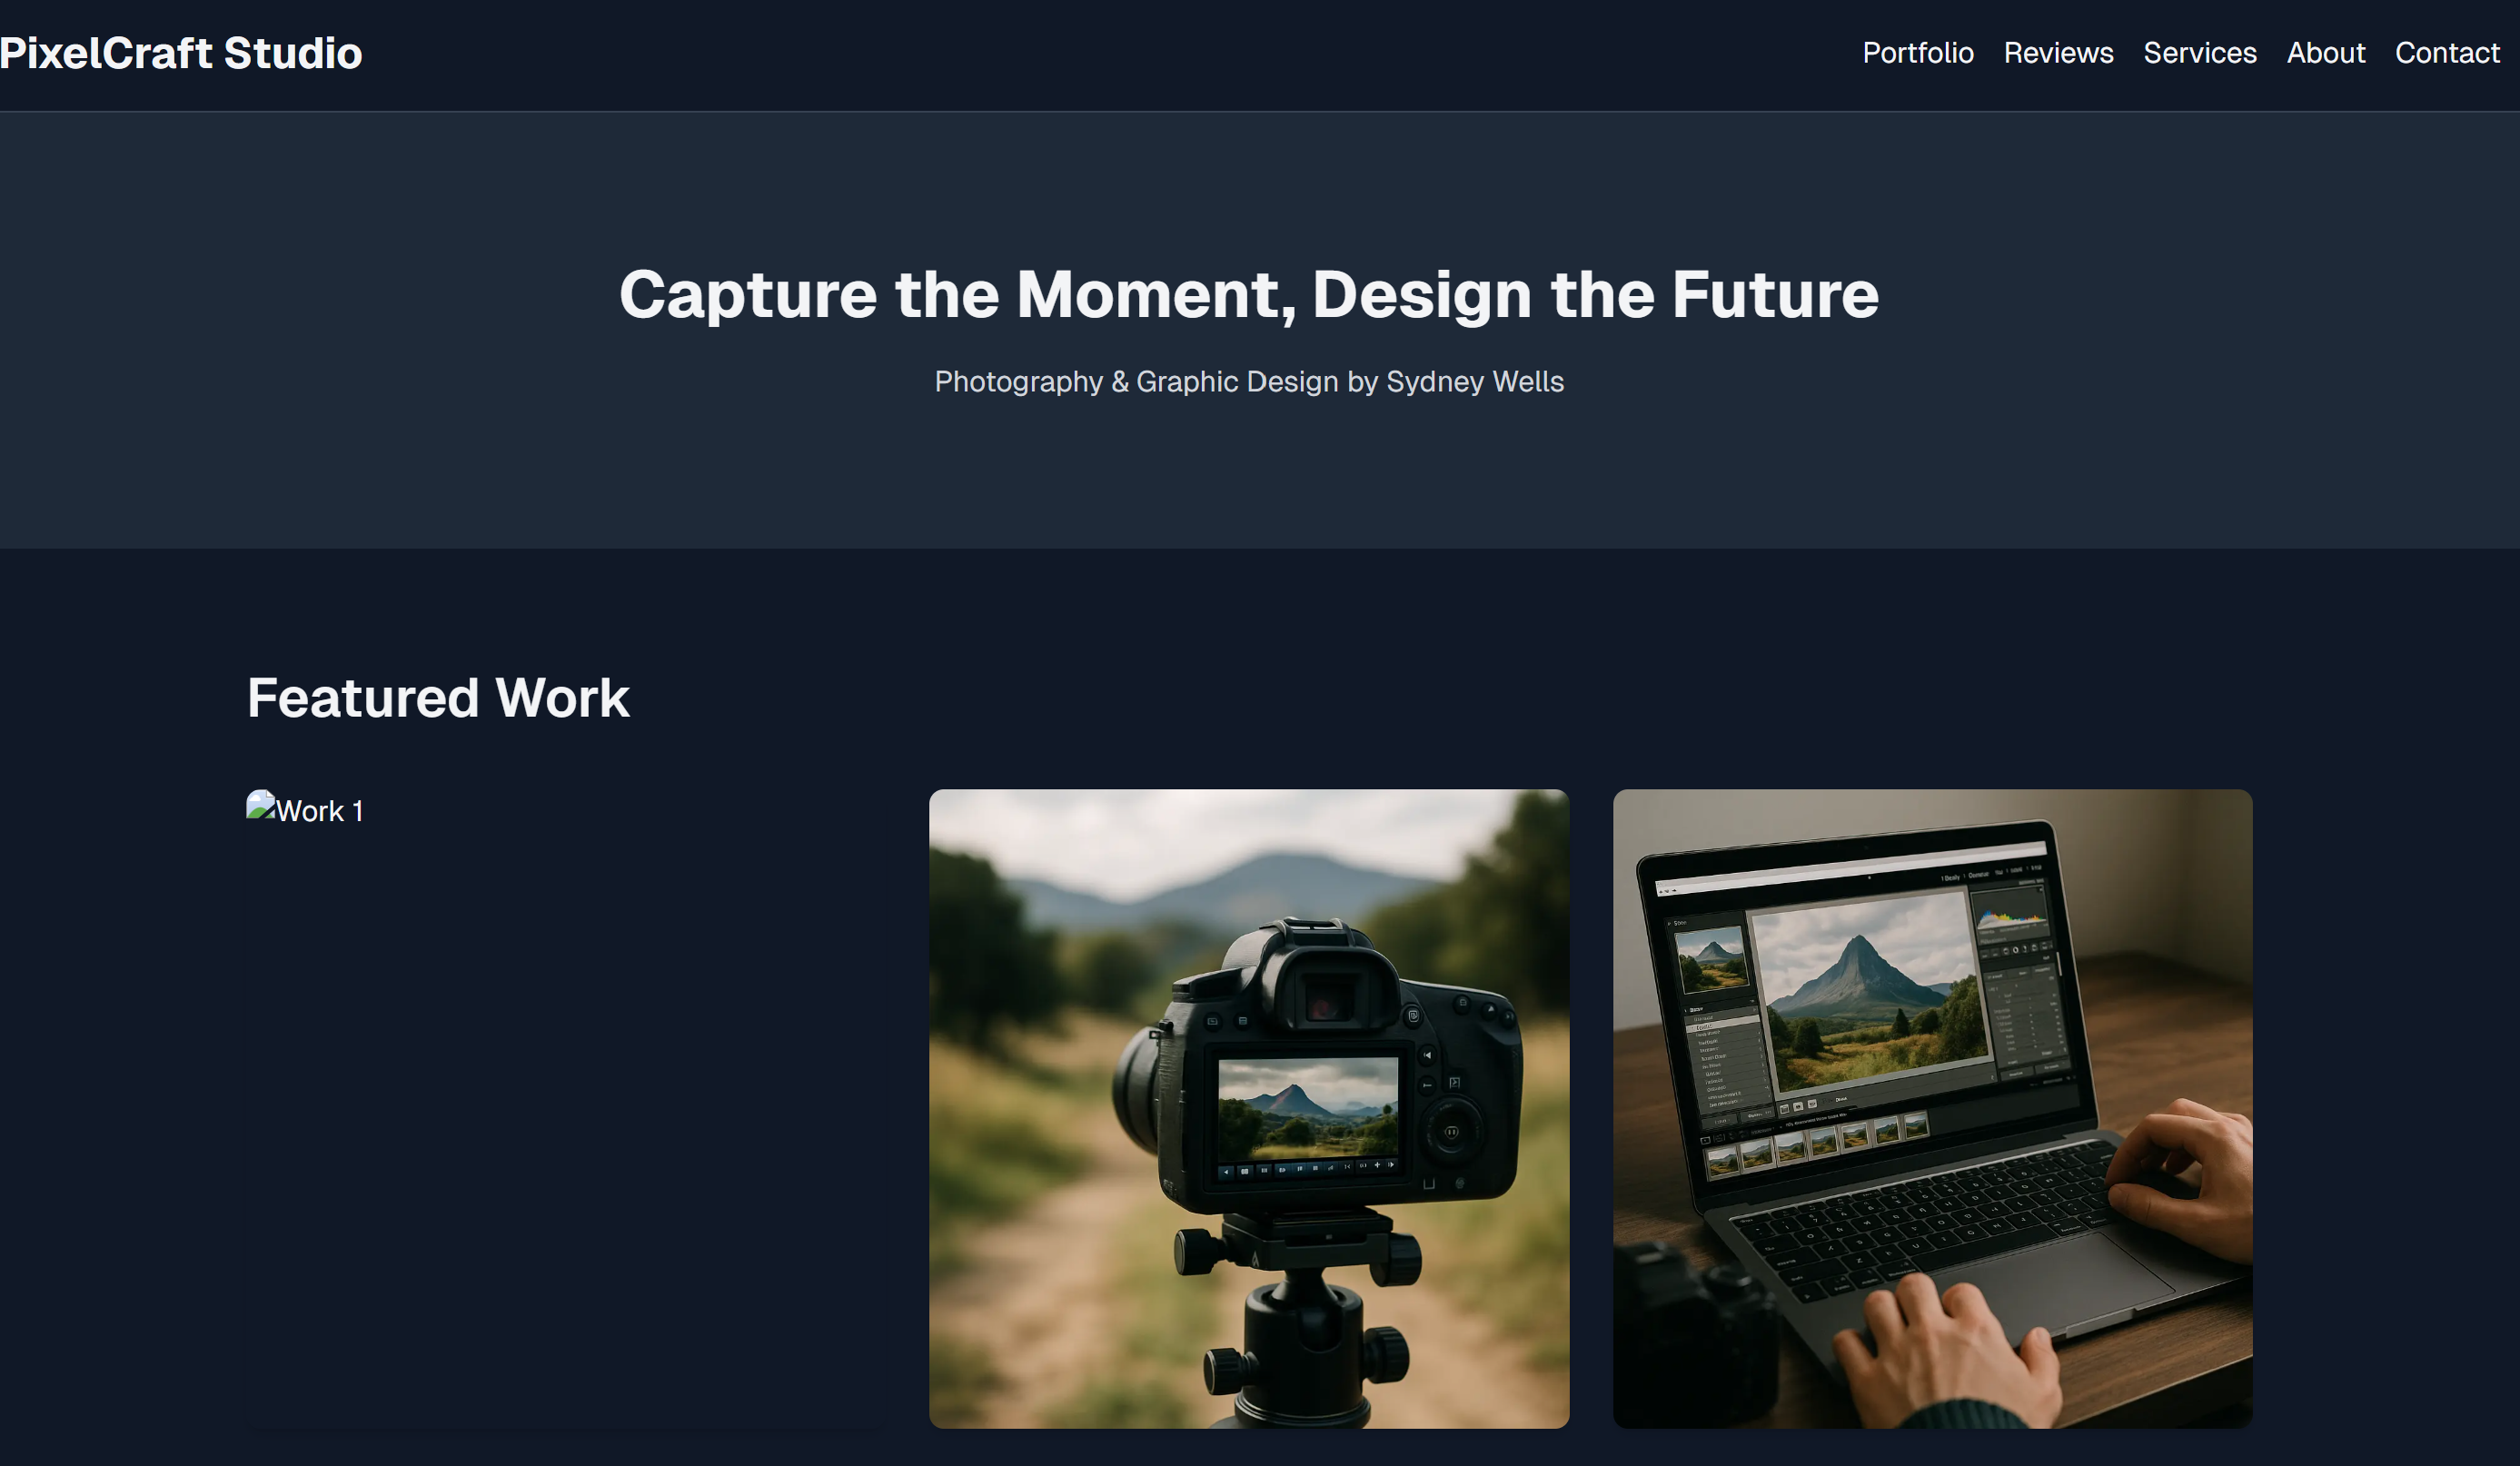 PixelCraft Studio
Portfolio Reviews Services About Contact
Capture the Moment, Design the Future
Photography & Graphic Design by Sydney Wells
Featured Work
Work 1